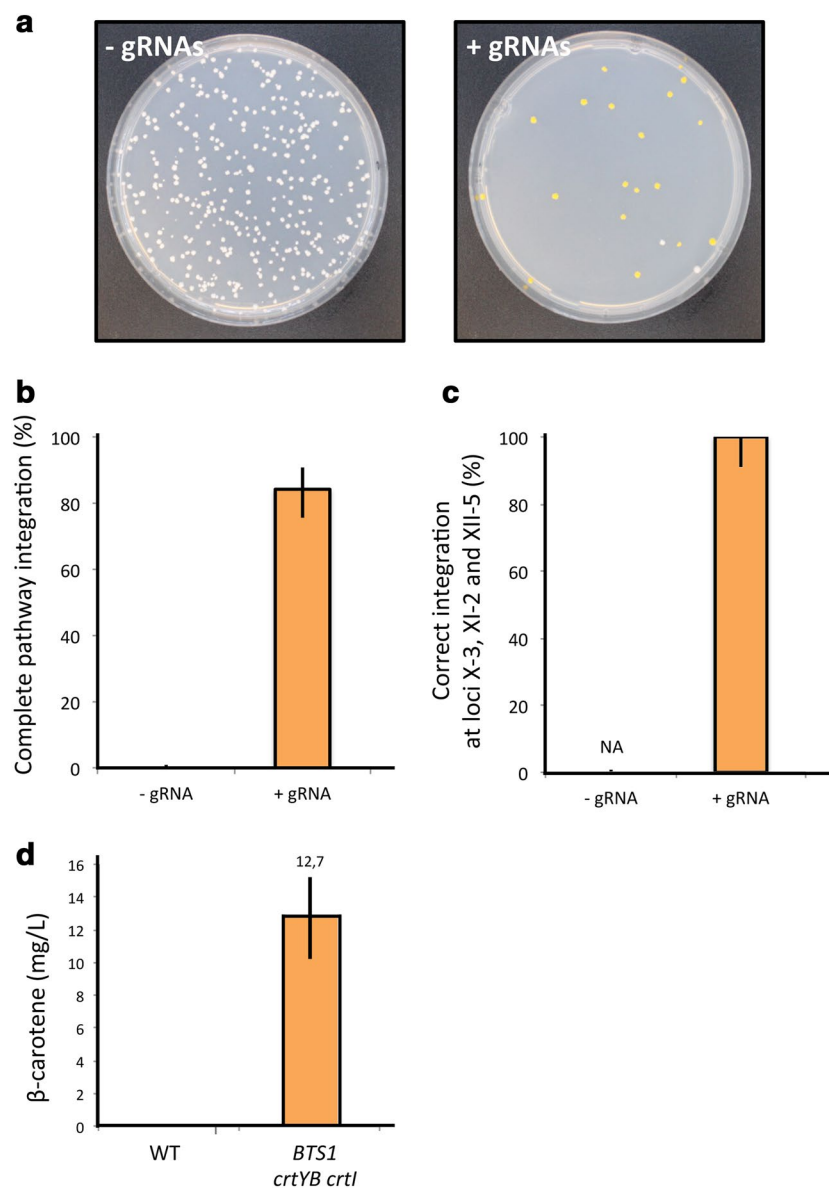 a
- gRNAs
+ gRNAs
b
Complete pathway integration (%)
100
80
60
40
20
0
- gRNA
+ gRNA
c
Correct integration
at loci X-3, XI-2 and XII-5 (%)
100
80
60
40
20
0
NA
- gRNA
+ gRNA
d
β-carotene (mg/L)
16
14
12
10
8
6
4
2
0
12,7
WT
BTS1
crtYB crtI